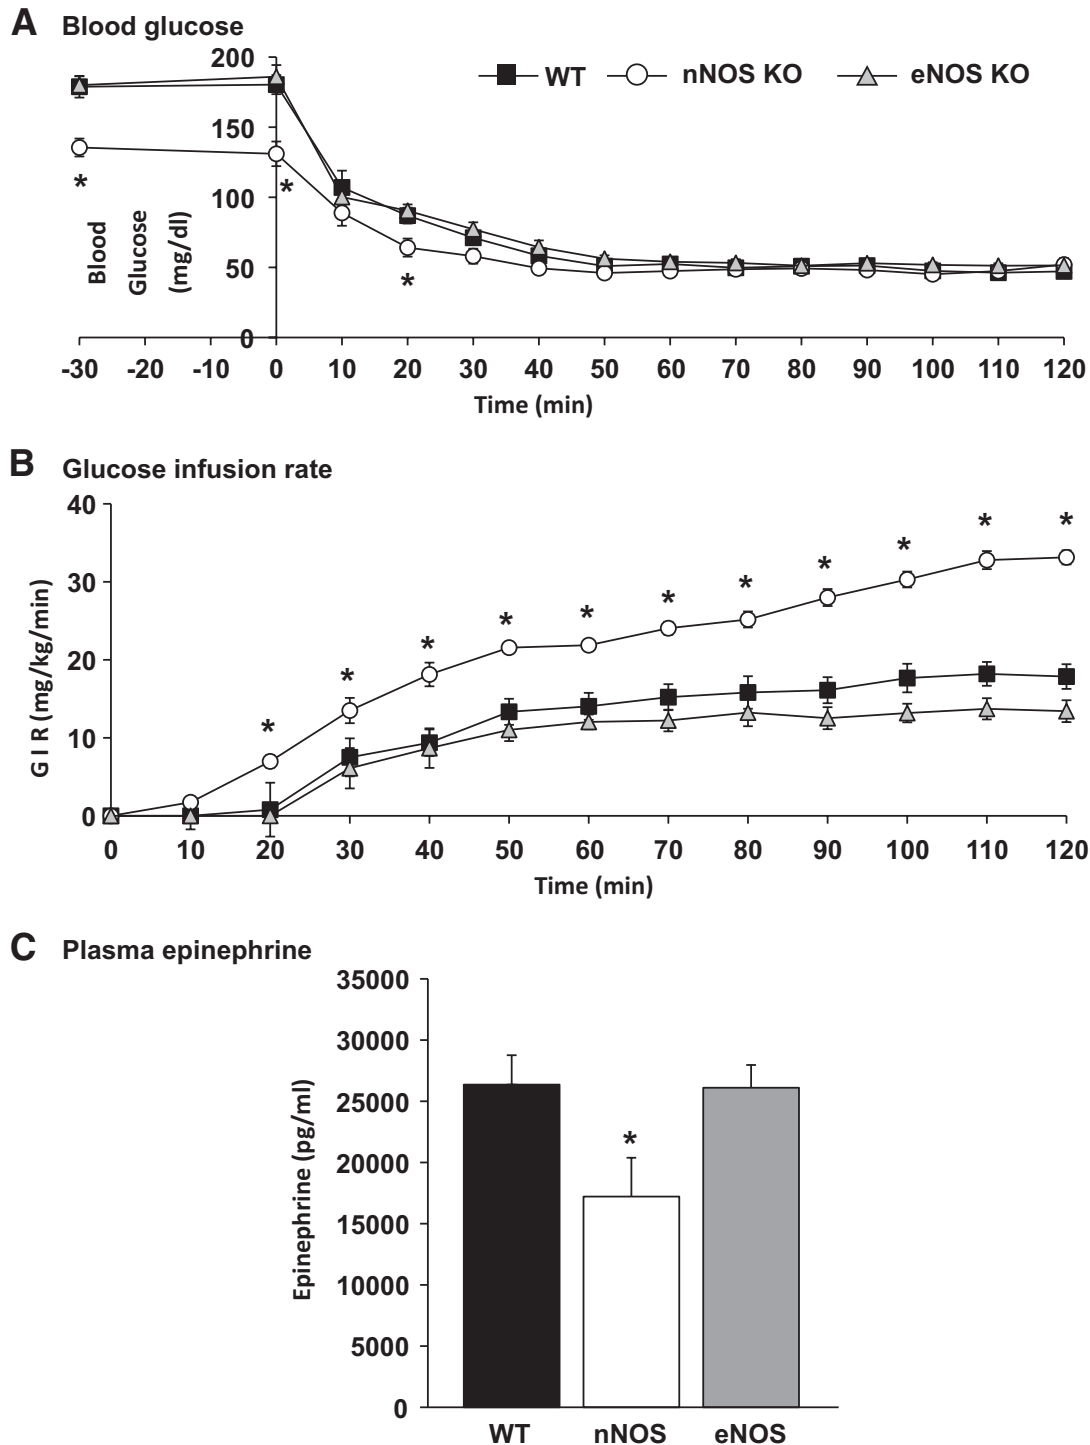 A Blood glucose
WT nNOS KO eNOS KO
200
150
100
50
0
Blood
Glucose
(mg/dl)
* * *
-30 -20 -10 0 10 20 30 40 50 60 70 80 90 100 110 120
Time (min)
B Glucose infusion rate
40
30
20
10
0
G I R (mg/kg/min)
* * * * * * * * * * *
0 10 20 30 40 50 60 70 80 90 100 110 120
Time (min)
C Plasma epinephrine
35000
30000
25000
20000
15000
10000
5000
0
Epinephrine (pg/ml)
*
WT nNOS eNOS